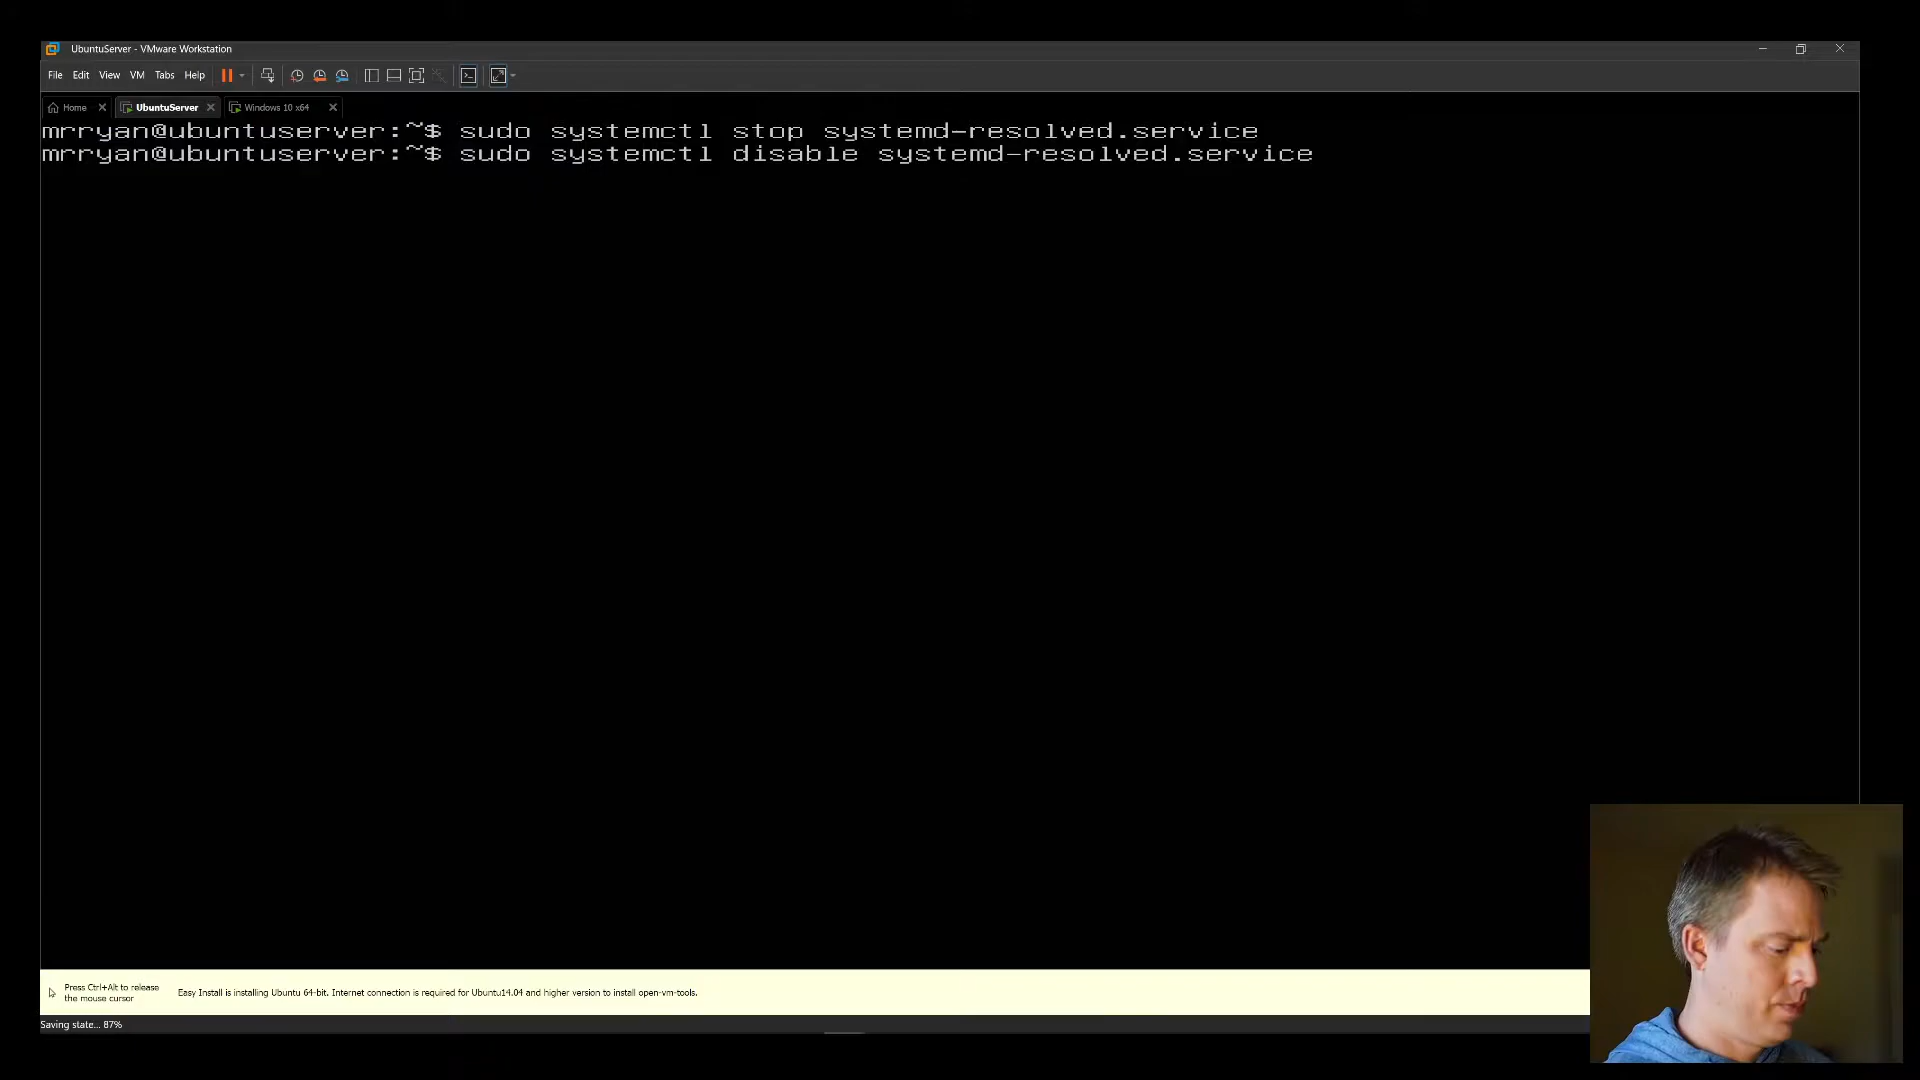 UbuntuServer - VMware Workstation
File Edit View VM Tabs Help
Home UbuntuServer Windows 10 x64
mrryan@ubuntuserver:~$ sudo systemctl stop systemd-resolved.service
mrryan@ubuntuserver:~$ sudo systemctl disable systemd-resolved.service
Press Ctrl+Alt to release
the mouse cursor
Easy Install is installing Ubuntu 64-bit. Internet connection is required for Ubuntu14.04 and higher version to install open-vm-tools.
Saving state... 87%